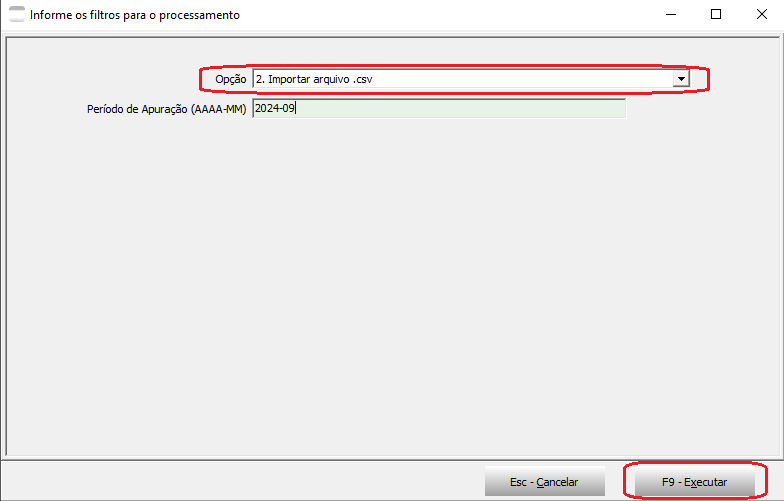 Informe os filtros para o processamento
Opção 2. Importar arquivo .csv
Período de Apuração (AAAA-MM) 2024-09
Esc - Cancelar F9 - Executar